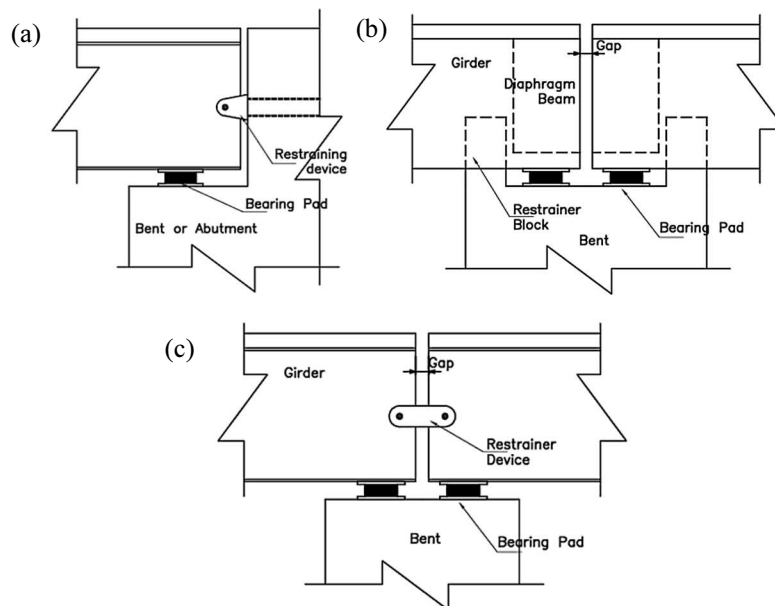 (a)
Restraining
device
Bearing Pad
Bent or Abutment
(b)
Gap
Girder
Diaphragm
Beam
Restrainer
Block
Bearing Pad
Bent
(c)
Gap
Girder
Restrainer
Device
Bearing Pad
Bent